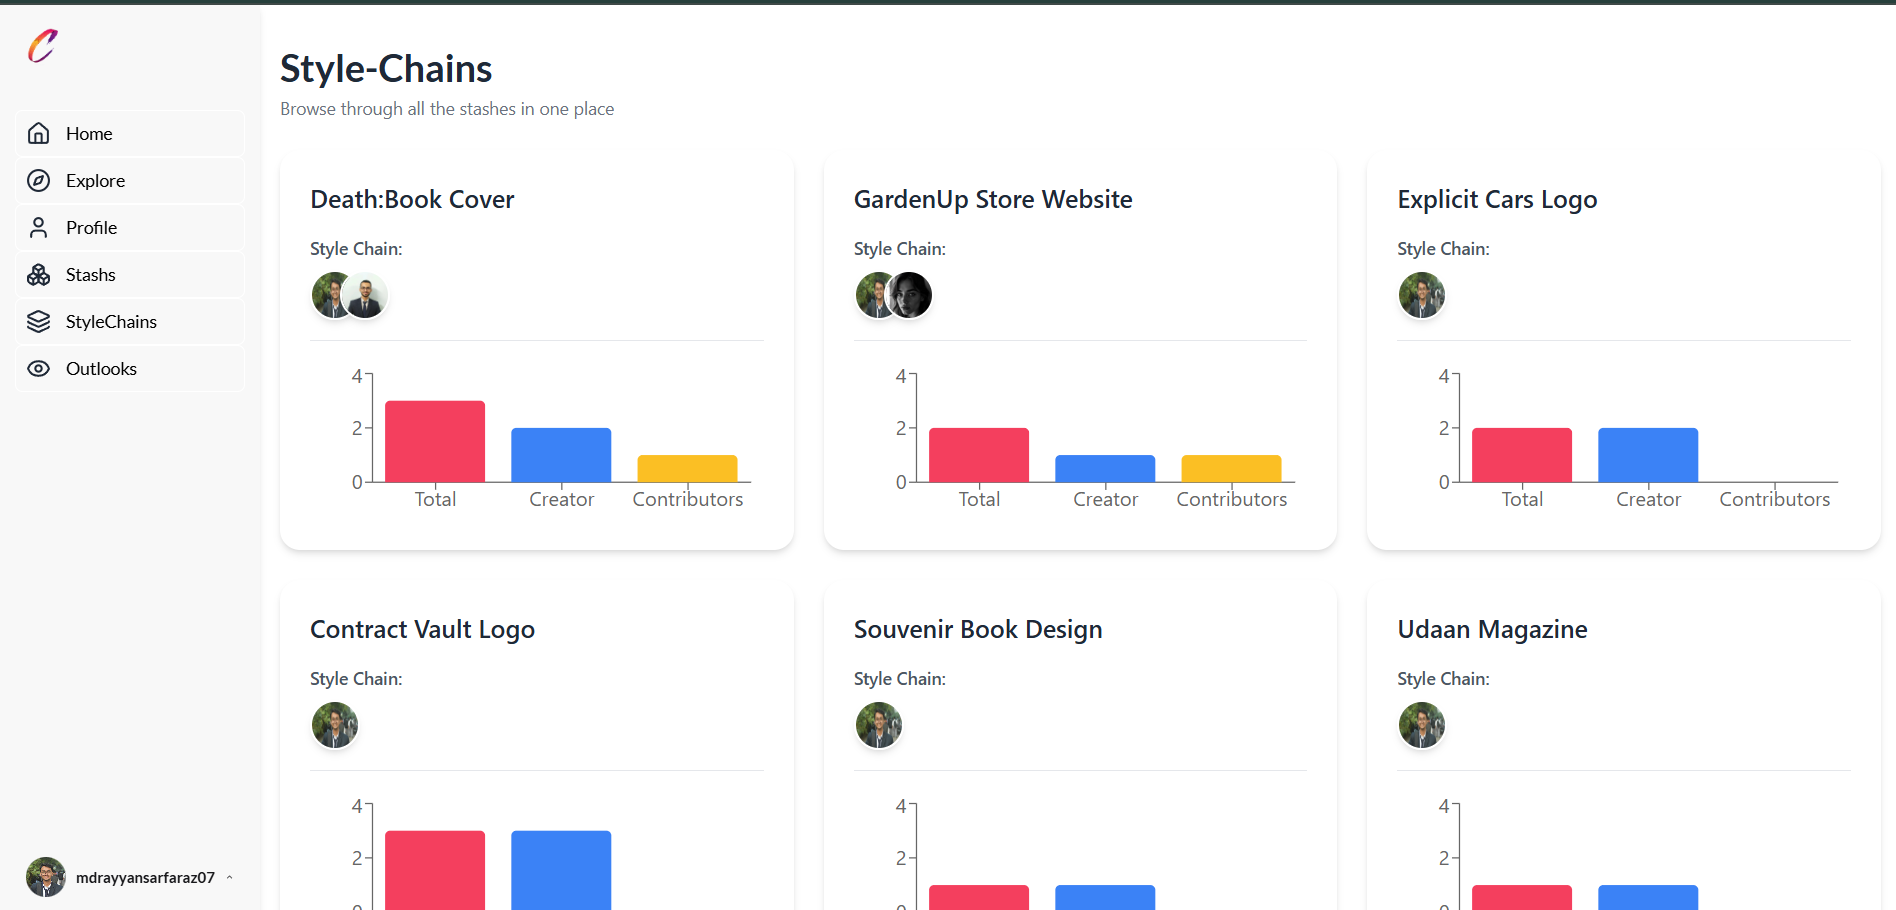 Home
Explore
Profile
Stashs
StyleChains
Outlooks
mdrayyansarfaraz07
Style-Chains
Browse through all the stashes in one place
Death:Book Cover
Style Chain:
4
2
0
Total Creator Contributors
GardenUp Store Website
Style Chain:
4
2
0
Total Creator Contributors
Explicit Cars Logo
Style Chain:
4
2
0
Total Creator Contributors
Contract Vault Logo
Style Chain:
4
2
Souvenir Book Design
Style Chain:
4
2
Udaan Magazine
Style Chain:
4
2